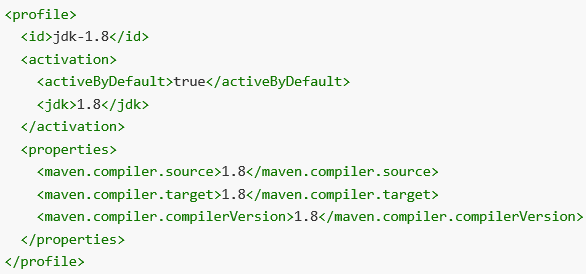 <profile>
  <id>jdk-1.8</id>
  <activation>
    <activeByDefault>true</activeByDefault>
    <jdk>1.8</jdk>
  </activation>
  <properties>
    <maven.compiler.source>1.8</maven.compiler.source>
    <maven.compiler.target>1.8</maven.compiler.target>
    <maven.compiler.compilerVersion>1.8</maven.compiler.compilerVersion>
  </properties>
</profile>